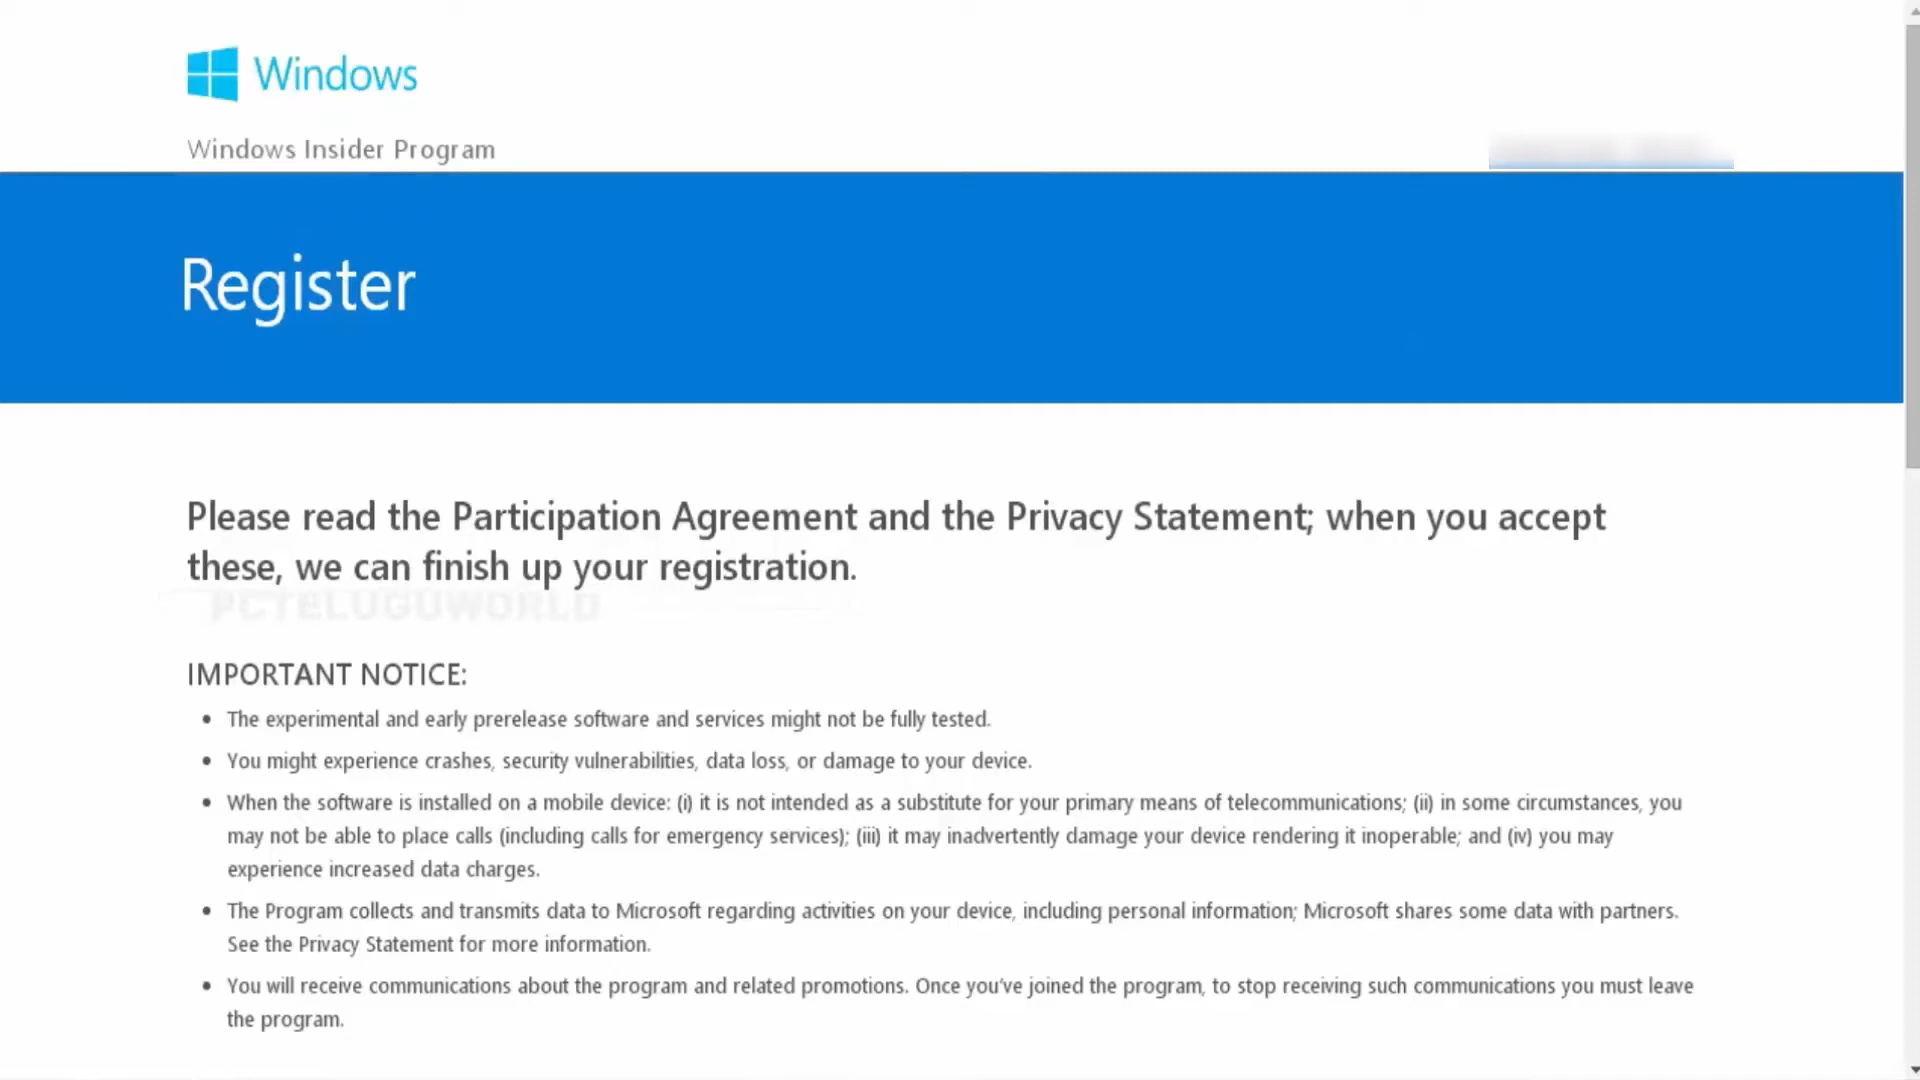 Windows
Windows Insider Program
Register
Please read the Participation Agreement and the Privacy Statement; when you accept
these, we can finish up your registration.
PCTELUGUWORLD
IMPORTANT NOTICE:
• The experimental and early prerelease software and services might not be fully tested.
• You might experience crashes, security vulnerabilities, data loss, or damage to your device.
• When the software is installed on a mobile device: (i) it is not intended as a substitute for your primary means of telecommunications; (ii) in some circumstances, you
may not be able to place calls (including calls for emergency services); (iii) it may inadvertently damage your device rendering it inoperable; and (iv) you may
experience increased data charges.
• The Program collects and transmits data to Microsoft regarding activities on your device, including personal information; Microsoft shares some data with partners.
See the Privacy Statement for more information.
• You will receive communications about the program and related promotions. Once you've joined the program, to stop receiving such communications you must leave
the program.